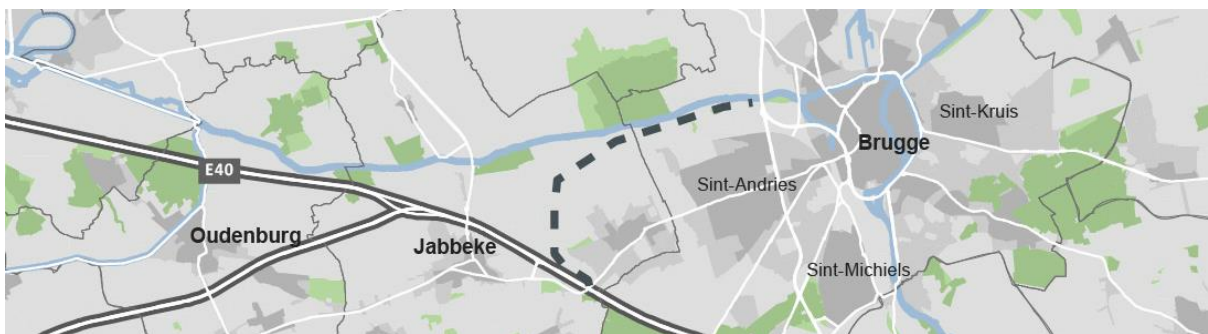 Sint-Kruis
Brugge
E40
Sint-Andries
Oudenburg
Jabbeke
Sint-Michiels